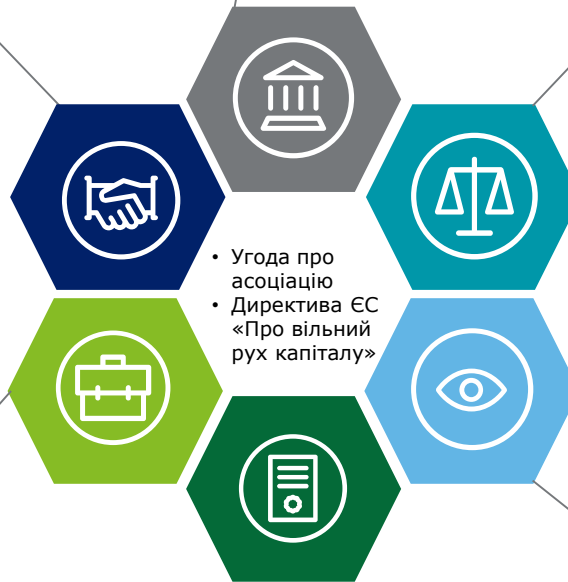 • Угода про
асоціацію
• Директива ЄС
«Про вільний
рух капіталу»